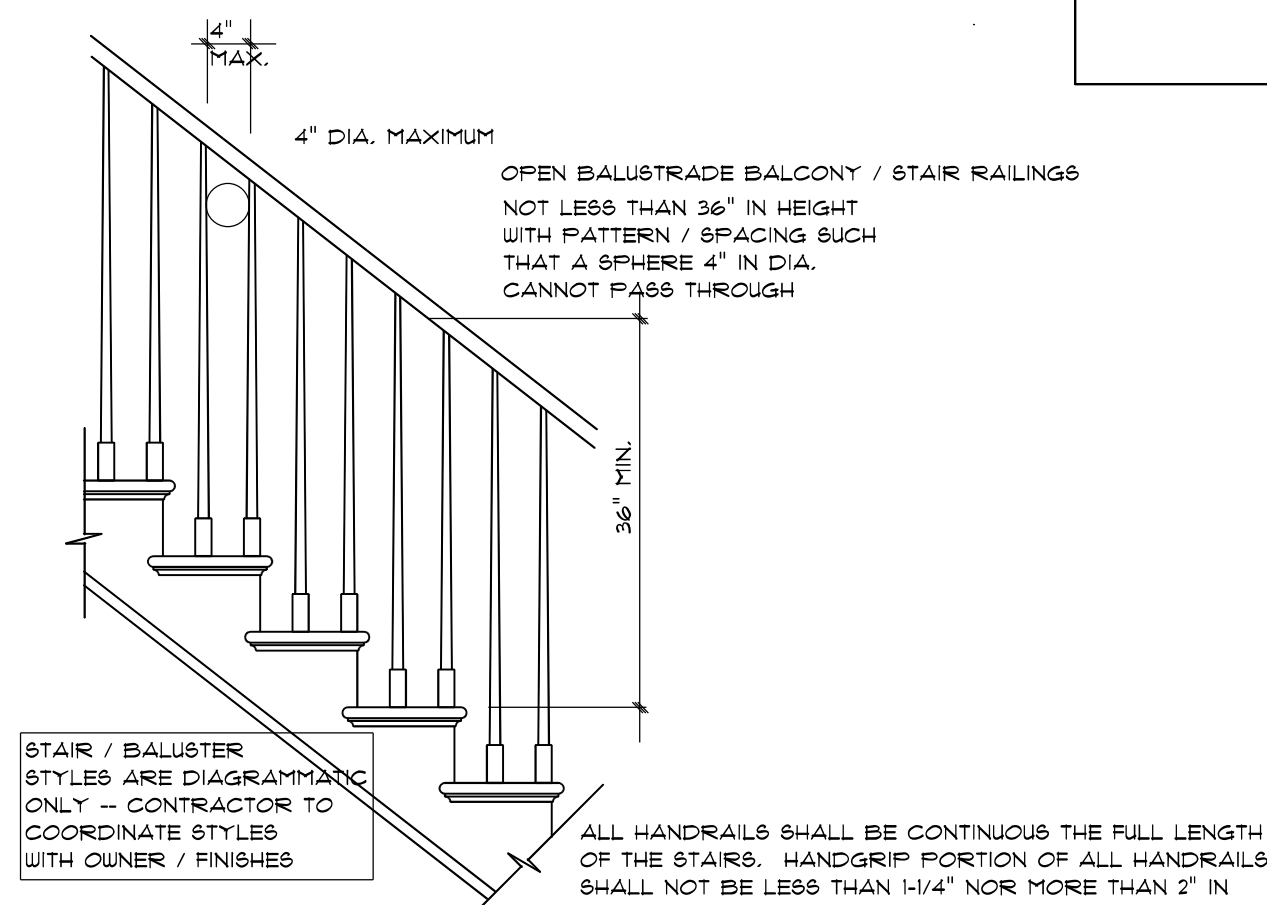 4"
MAX.
4" DIA. MAXIMUM
OPEN BALUSTRADE BALCONY / STAIR RAILINGS
NOT LESS THAN 36" IN HEIGHT
WITH PATTERN / SPACING SUCH
THAT A SPHERE 4" IN DIA.
CANNOT PASS THROUGH
36" MIN.
STAIR / BALUSTER
STYLES ARE DIAGRAMMATIC
ONLY -- CONTRACTOR TO
COORDINATE STYLES
WITH OWNER / FINISHES
ALL HANDRAILS SHALL BE CONTINUOUS THE FULL LENGTH
OF THE STAIRS. HANDGRIP PORTION OF ALL HANDRAILS
SHALL NOT BE LESS THAN 1-1/4" NOR MORE THAN 2" IN